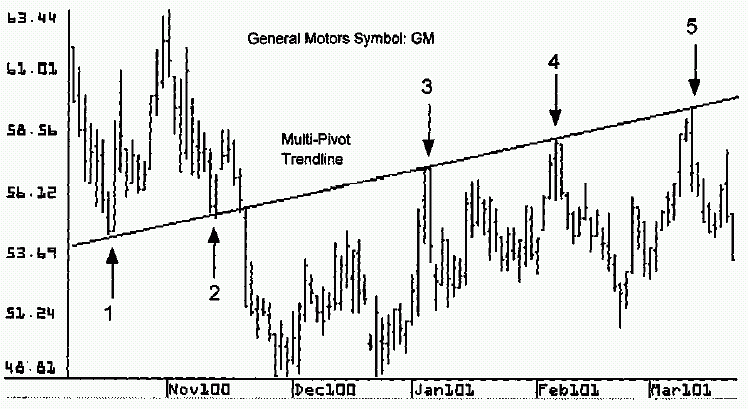 63.44
General Motors Symbol: GM
5
61.01
4
3
58.56
Multi-Pivot
Trendline
56.12
53.69
1
2
51.24
48.81
Nov100
Dec100
Jan101
Feb101
Mar101